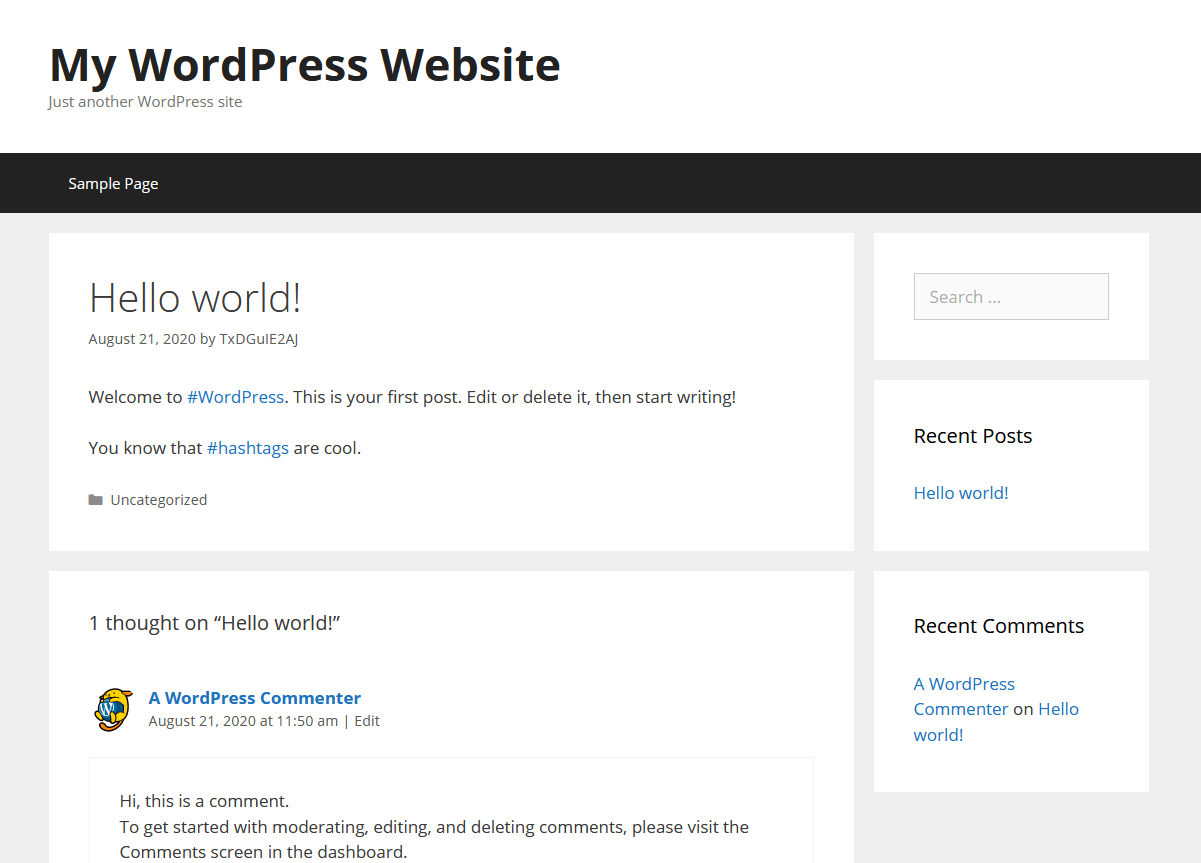 My WordPress Website
Just another WordPress site
Sample Page
Hello world!
August 21, 2020 by TxDGuIE2AJ
Welcome to #WordPress. This is your first post. Edit or delete it, then start writing!
You know that #hashtags are cool.
Uncategorized
1 thought on “Hello world!”
A WordPress Commenter
August 21, 2020 at 11:50 am | Edit
Hi, this is a comment.
To get started with moderating, editing, and deleting comments, please visit the
Comments screen in the dashboard.
Search …
Recent Posts
Hello world!
Recent Comments
A WordPress
Commenter on Hello
world!